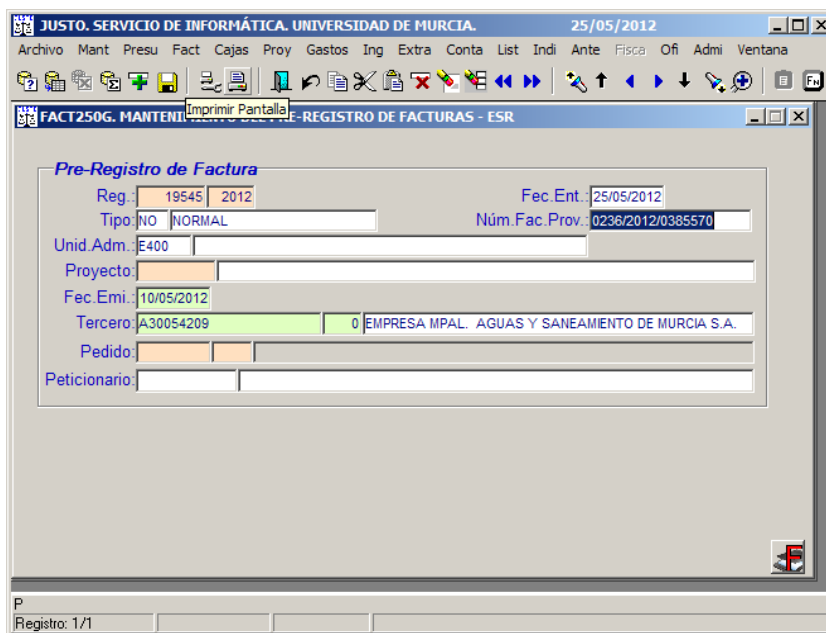 JUSTO. SERVICIO DE INFORMÁTICA. UNIVERSIDAD DE MURCIA. 25/05/2012
Archivo Mant Presu Fact Cajas Proy Gastos Ing Extra Conta List Indi Ante Fisca Ofi Admi Ventana
Imprimir Pantalla
FACT250G. MANTENIMIENTO DEL PRE-REGISTRO DE FACTURAS - ESR
Pre-Registro de Factura
Reg.: 19545 2012 Fec.Ent.: 25/05/2012
Tipo: NO NORMAL Núm.Fac.Prov.: 0236/2012/0385570
Unid.Adm.: E400
Proyecto:
Fec.Emi.: 10/05/2012
Tercero: A30054209 0 EMPRESA MPAL. AGUAS Y SANEAMIENTO DE MURCIA S.A.
Pedido:
Peticionario:
P
Registro: 1/1